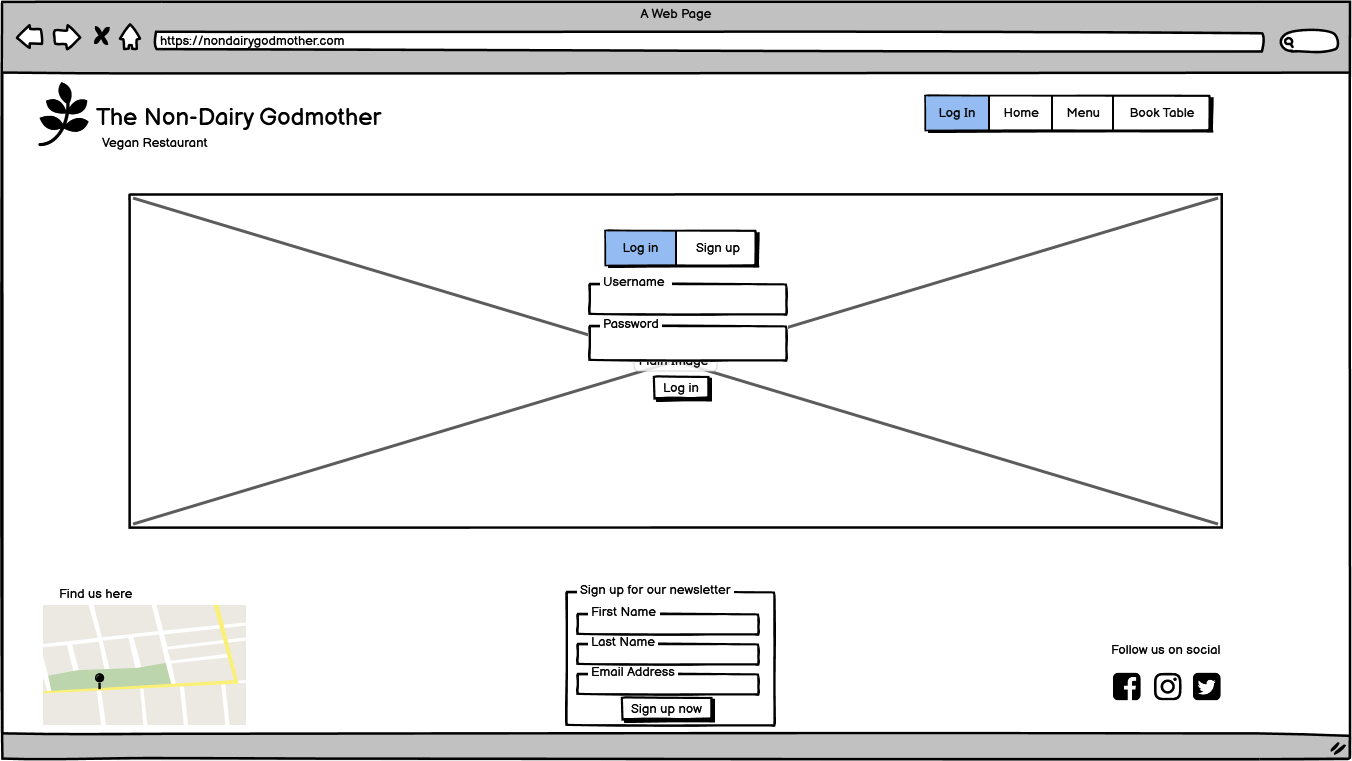 A Web Page
https://nondairygodmother.com
The Non-Dairy Godmother
Vegan Restaurant
Log In
Home
Menu
Book Table
Log in
Sign up
Username
Password
Main Image
Log in
Find us here
Sign up for our newsletter
First Name
Last Name
Email Address
Sign up now
Follow us on social